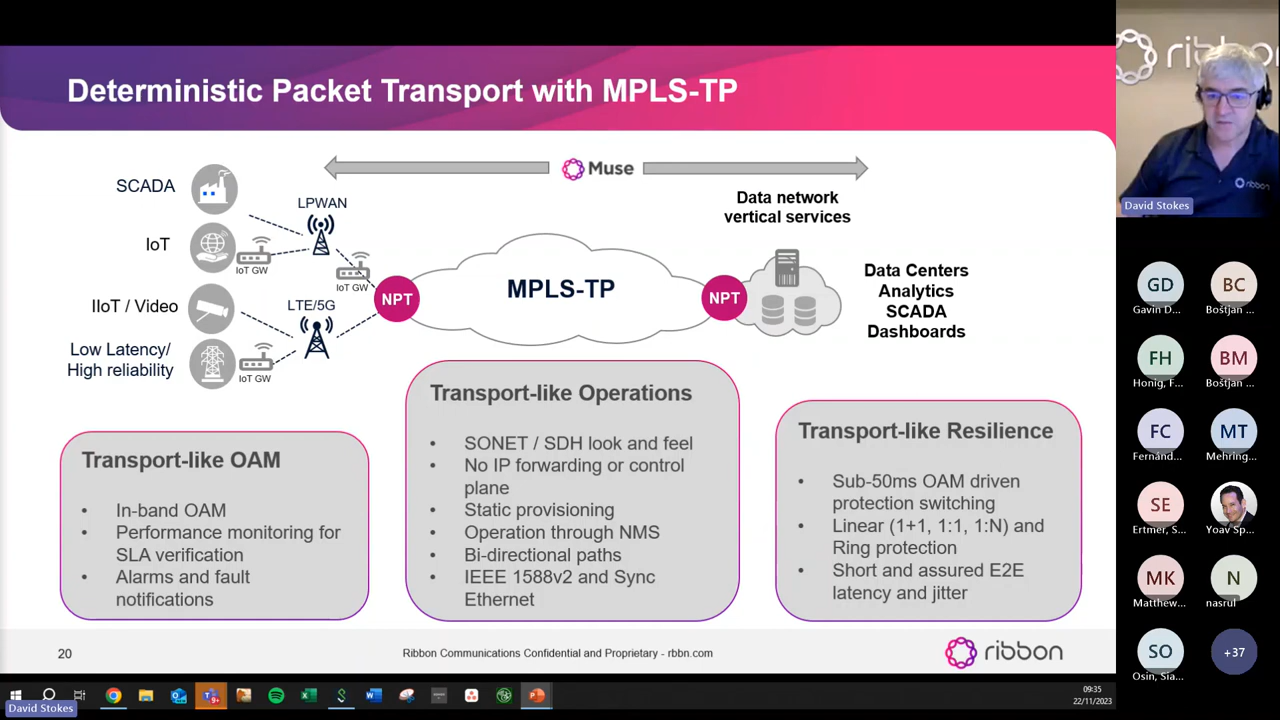 Deterministic Packet Transport with MPLS-TP
ribbon
Muse
SCADA
LPWAN
Data network
vertical services
IoT
IoT GW
IoT GW
IIoT / Video
LTE/5G
NPT
MPLS-TP
NPT
Data Centers
Analytics
SCADA
Dashboards
Low Latency/
High reliability
IoT GW
Transport-like OAM
• In-band OAM
• Performance monitoring for
SLA verification
• Alarms and fault
notifications
Transport-like Operations
• SONET / SDH look and feel
• No IP forwarding or control
plane
• Static provisioning
• Operation through NMS
• Bi-directional paths
• IEEE 1588v2 and Sync
Ethernet
Transport-like Resilience
• Sub-50ms OAM driven
protection switching
• Linear (1+1, 1:1, 1:N) and
Ring protection
• Short and assured E2E
latency and jitter
20
Ribbon Communications Confidential and Proprietary - rbbn.com
ribbon
David Stokes
09:35
22/11/2023
ribbon
David Stokes
GD
Gavin D...
BC
Boštjan ...
FH
Honig, F...
BM
Boštjan ...
FC
Fernánd...
MT
Mehring...
SE
Ertmer, S...
Yoav Sp...
MK
Matthew...
N
nasrul
SO
Osin, Sia...
+37